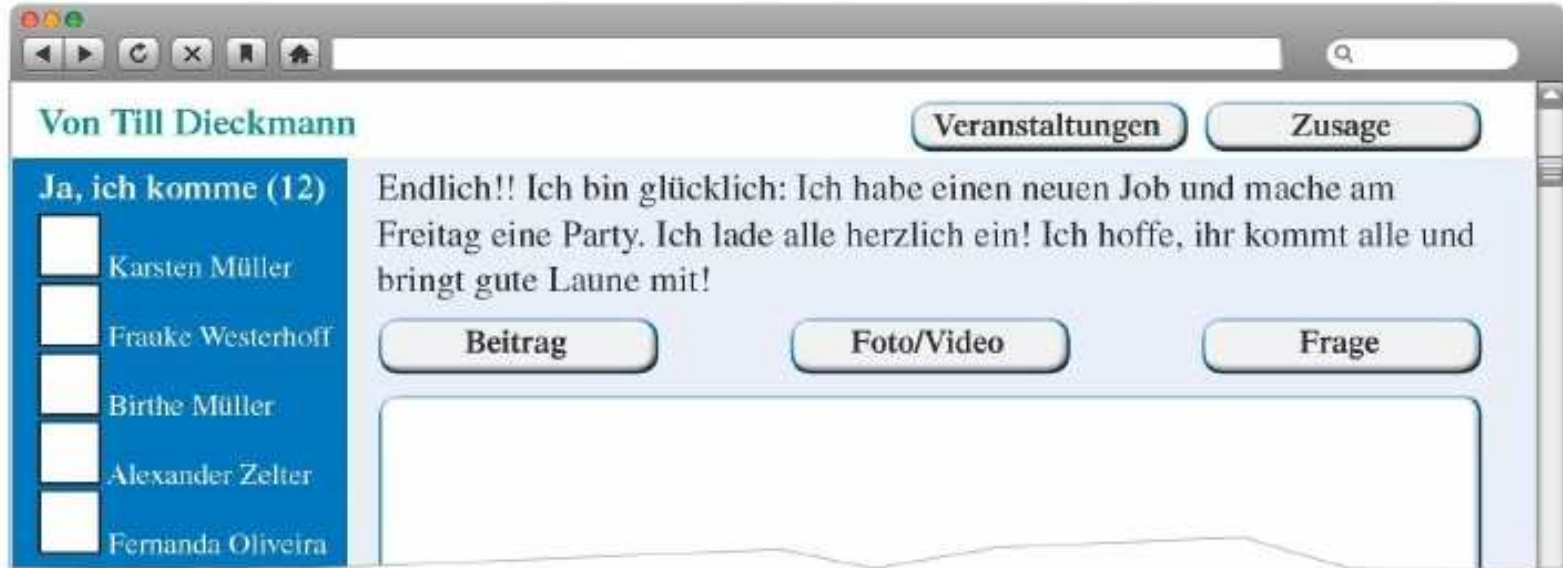 Von Till Dieckmann
Veranstaltungen
Zusage
Ja, ich komme (12)
Karsten Müller
Frauke Westerhoff
Birthe Müller
Alexander Zelter
Fernanda Oliveira
Endlich!! Ich bin glücklich: Ich habe einen neuen Job und mache am
Freitag eine Party. Ich lade alle herzlich ein! Ich hoffe, ihr kommt alle und
bringt gute Laune mit!
Beitrag
Foto/Video
Frage